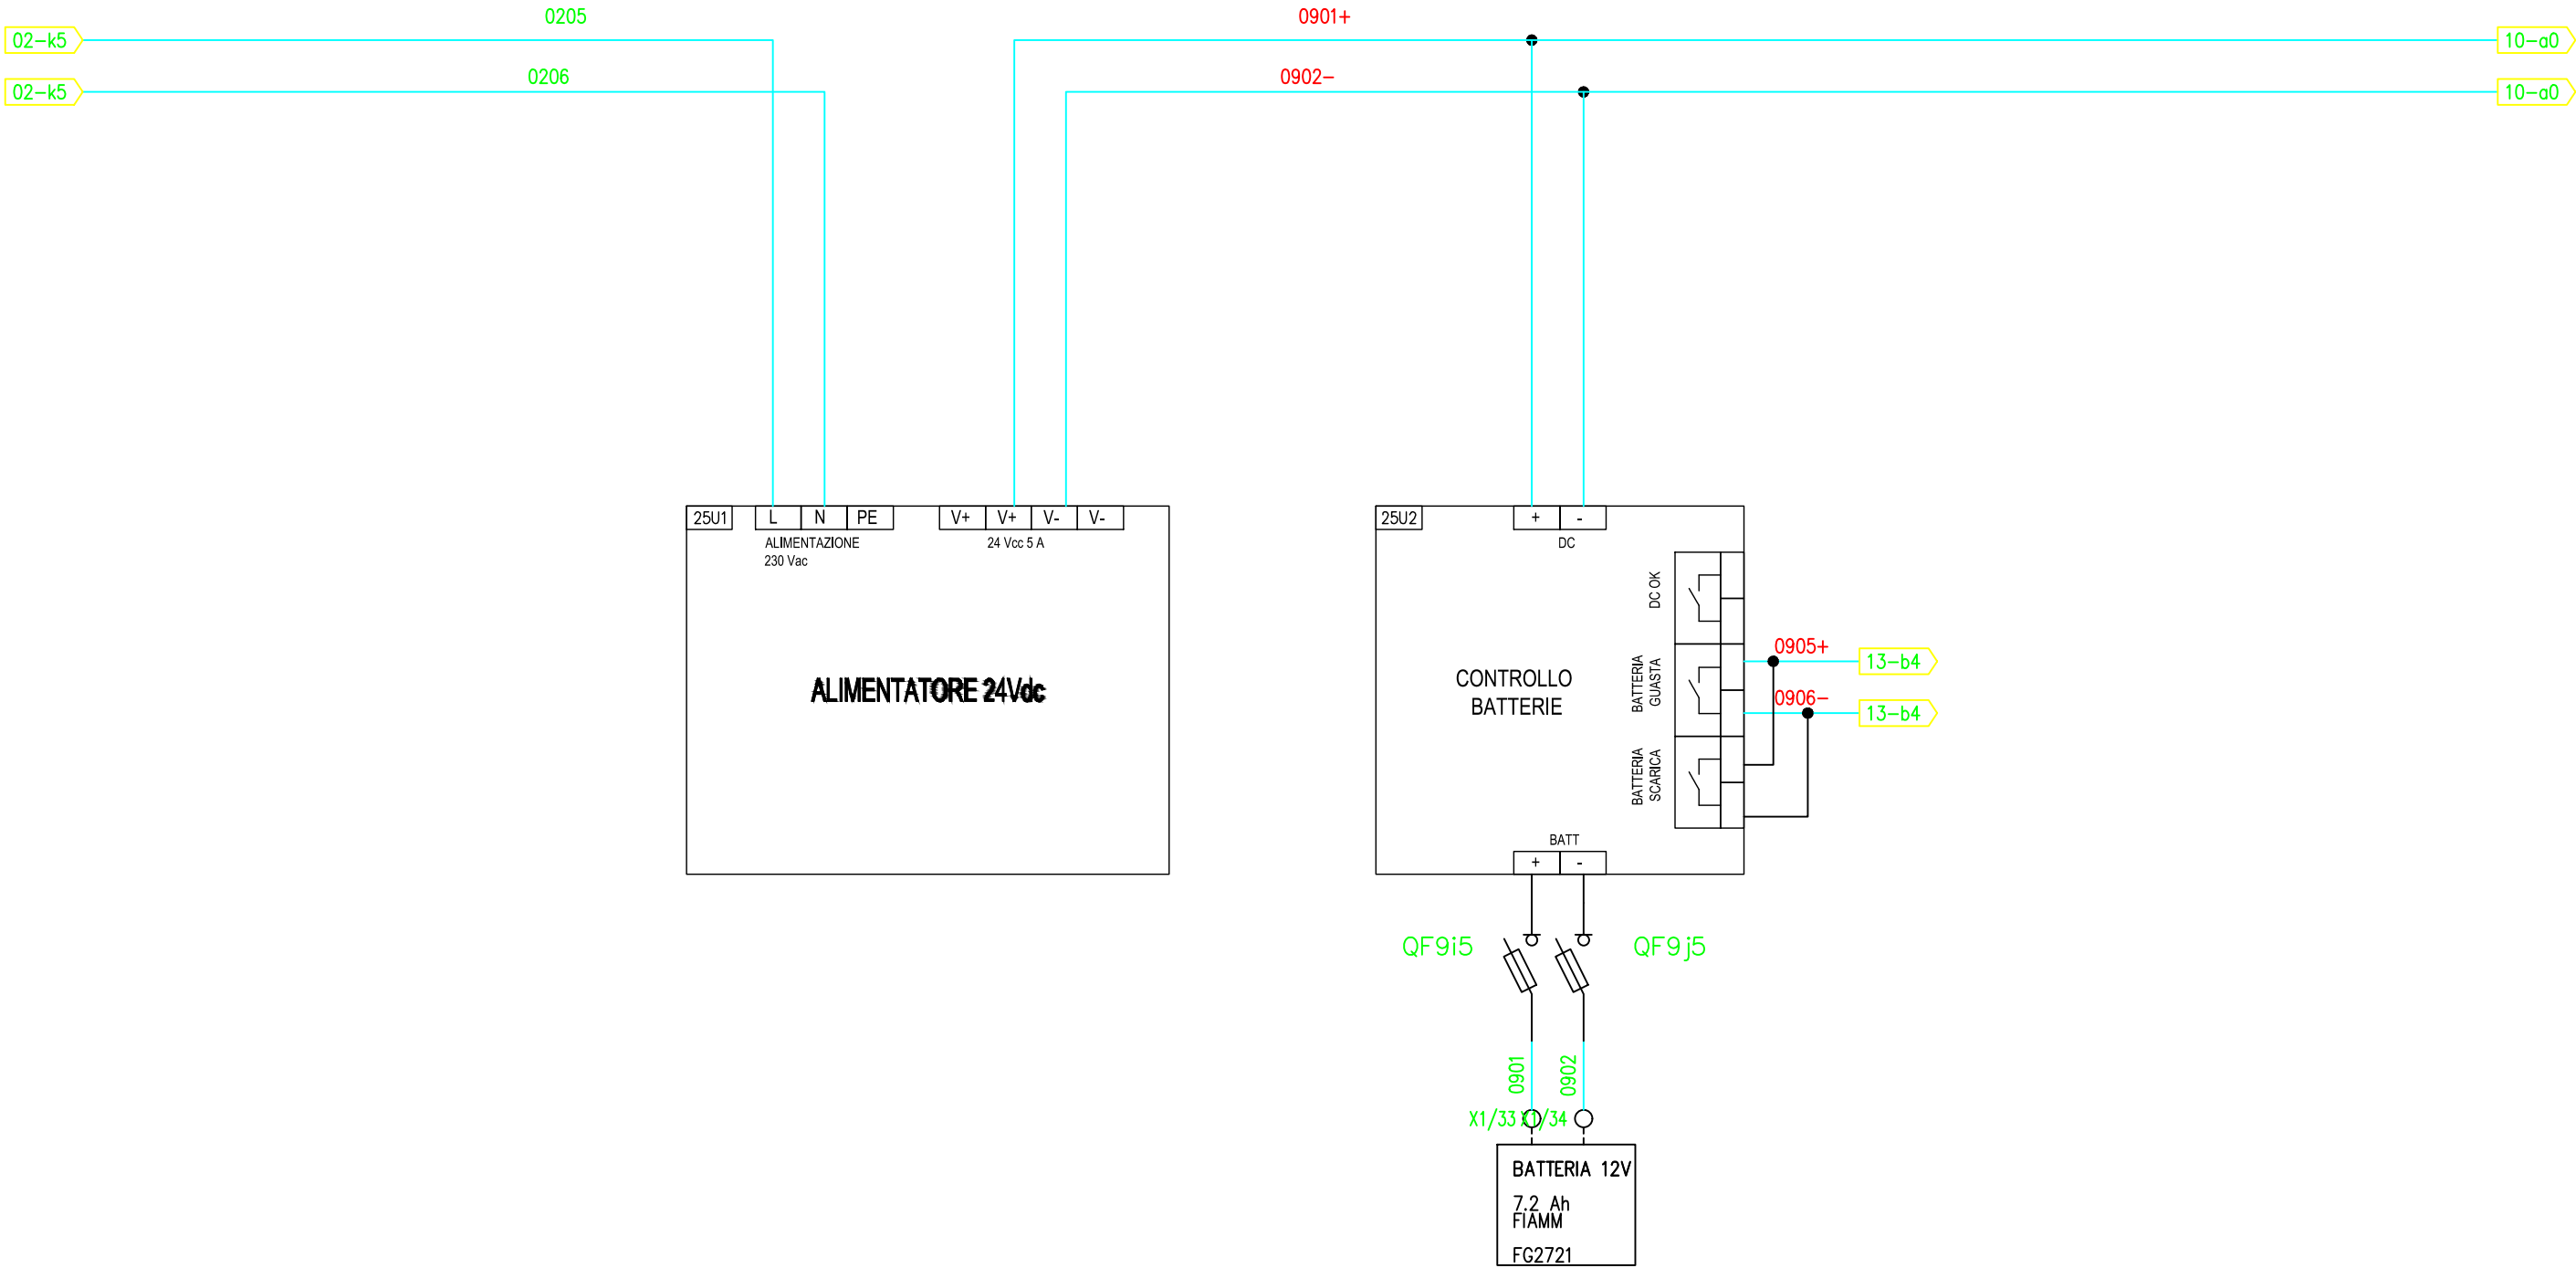 0205
0901+
02-k5
10-a0
0206
0902-
02-k5
10-a0
25U1
L
N
PE
V+
V+
V-
V-
ALIMENTAZIONE
230 Vac
24 Vcc 5 A
ALIMENTATORE 24Vdc
25U2
+
-
DC
DC OK
CONTROLLO
BATTERIE
BATTERIA
GUASTA
BATTERIA
SCARICA
0905+
13-b4
0906-
13-b4
BATT
+
-
QF9i5
QF9j5
0901
0902
X1/33
X1/34
BATTERIA 12V
7.2 Ah
FIAMM
FG2721